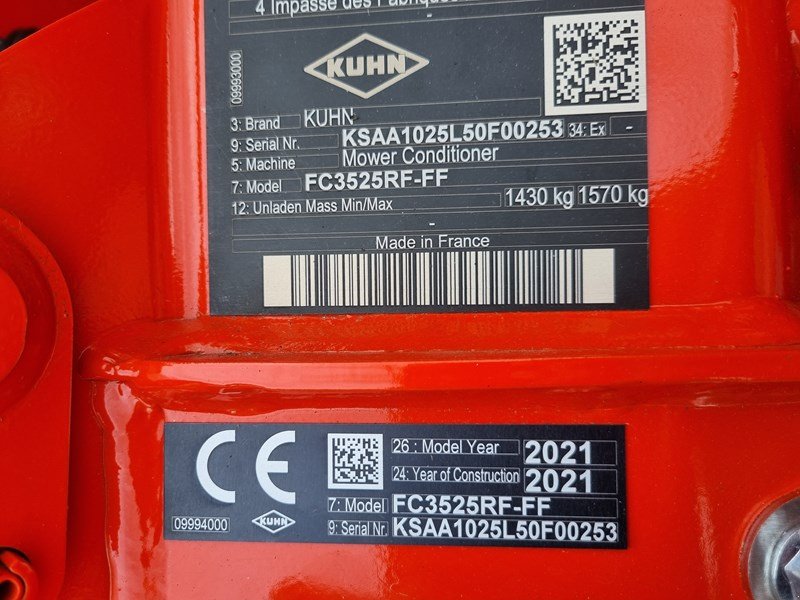 4 Impasse des Fabriques
KUHN
09993000
3: Brand KUHN
9: Serial Nr. KSAA1025L50F00253 34: Ex -
5: Machine Mower Conditioner
7: Model FC3525RF-FF
12: Unladen Mass Min/Max 1430 kg 1570 kg
-
Made in France
CE
26 : Model Year 2021
24: Year of Construction 2021
7: Model FC3525RF-FF
09994000 KUHN 9: Serial Nr. KSAA1025L50F00253